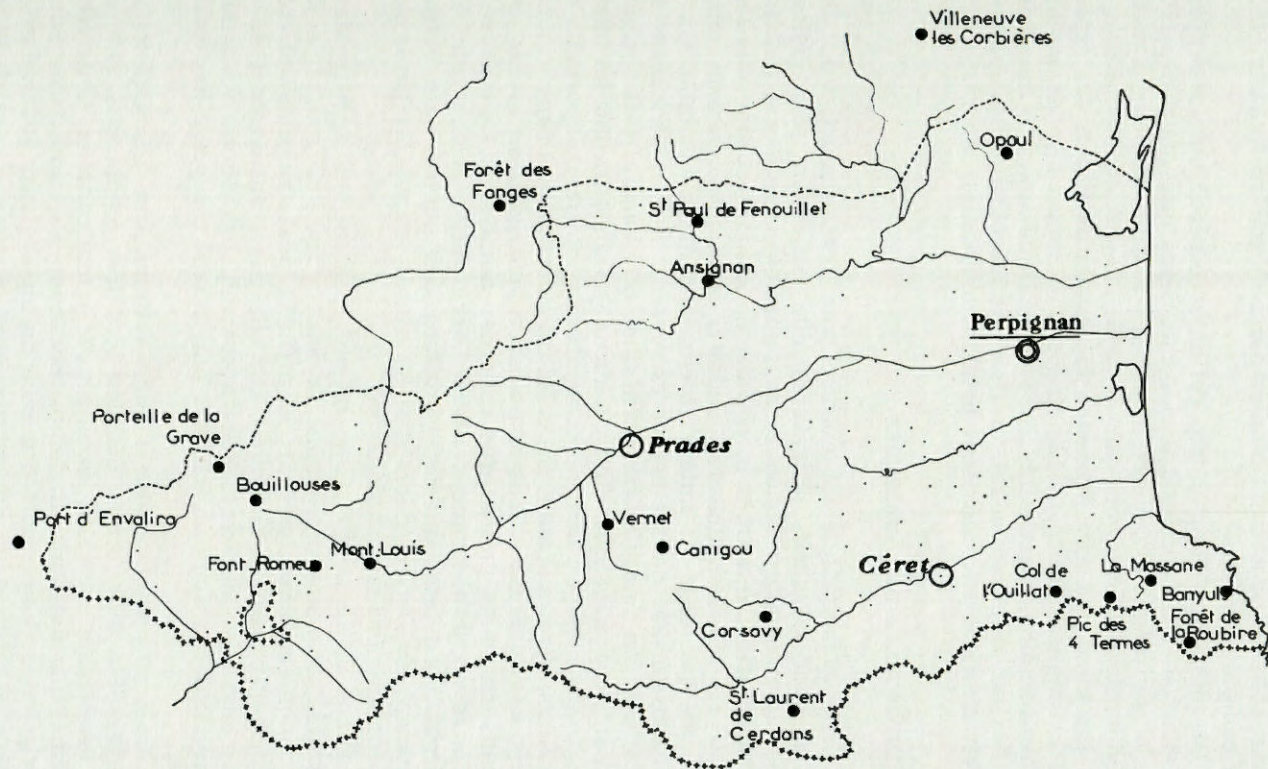 Villeneuve
les Corbières
Opoul
Forêt des
Fanges
St Paul de Fenouillet
Ansignan
Perpignan
Porteille de la
Grave
Prades
Bouillouses
Port d'Envalira
Vernet
Font-Romeu
Mont Louis
Canigou
Céret
Col de
l'Ouillat
La Massane
Banyuls
Corsavy
Pic des
4 Termes
Forêt de
la Roubire
St. Laurent
de
Cerdans